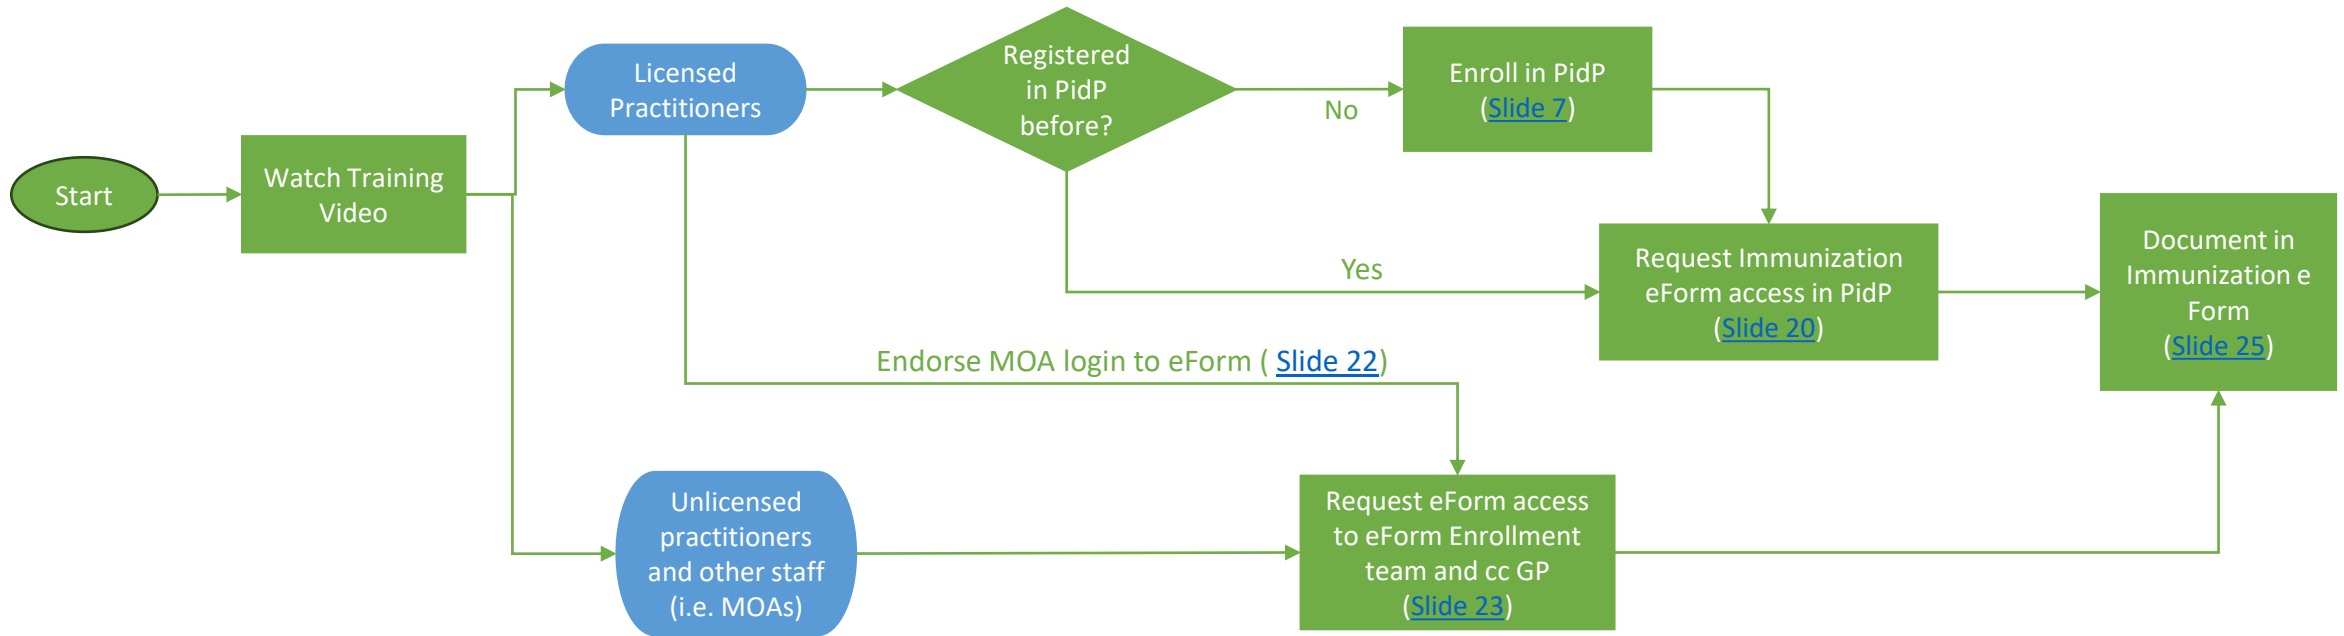 Start
Watch Training
Video
Licensed
Practitioners
Registered
in PidP
before?
No
Enroll in PidP
(Slide 7)
Yes
Request Immunization
eForm access in PidP
(Slide 20)
Document in
Immunization e
Form
(Slide 25)
Endorse MOA login to eForm ( Slide 22)
Unlicensed
practitioners
and other staff
(i.e. MOAs)
Request eForm access
to eForm Enrollment
team and cc GP
(Slide 23)